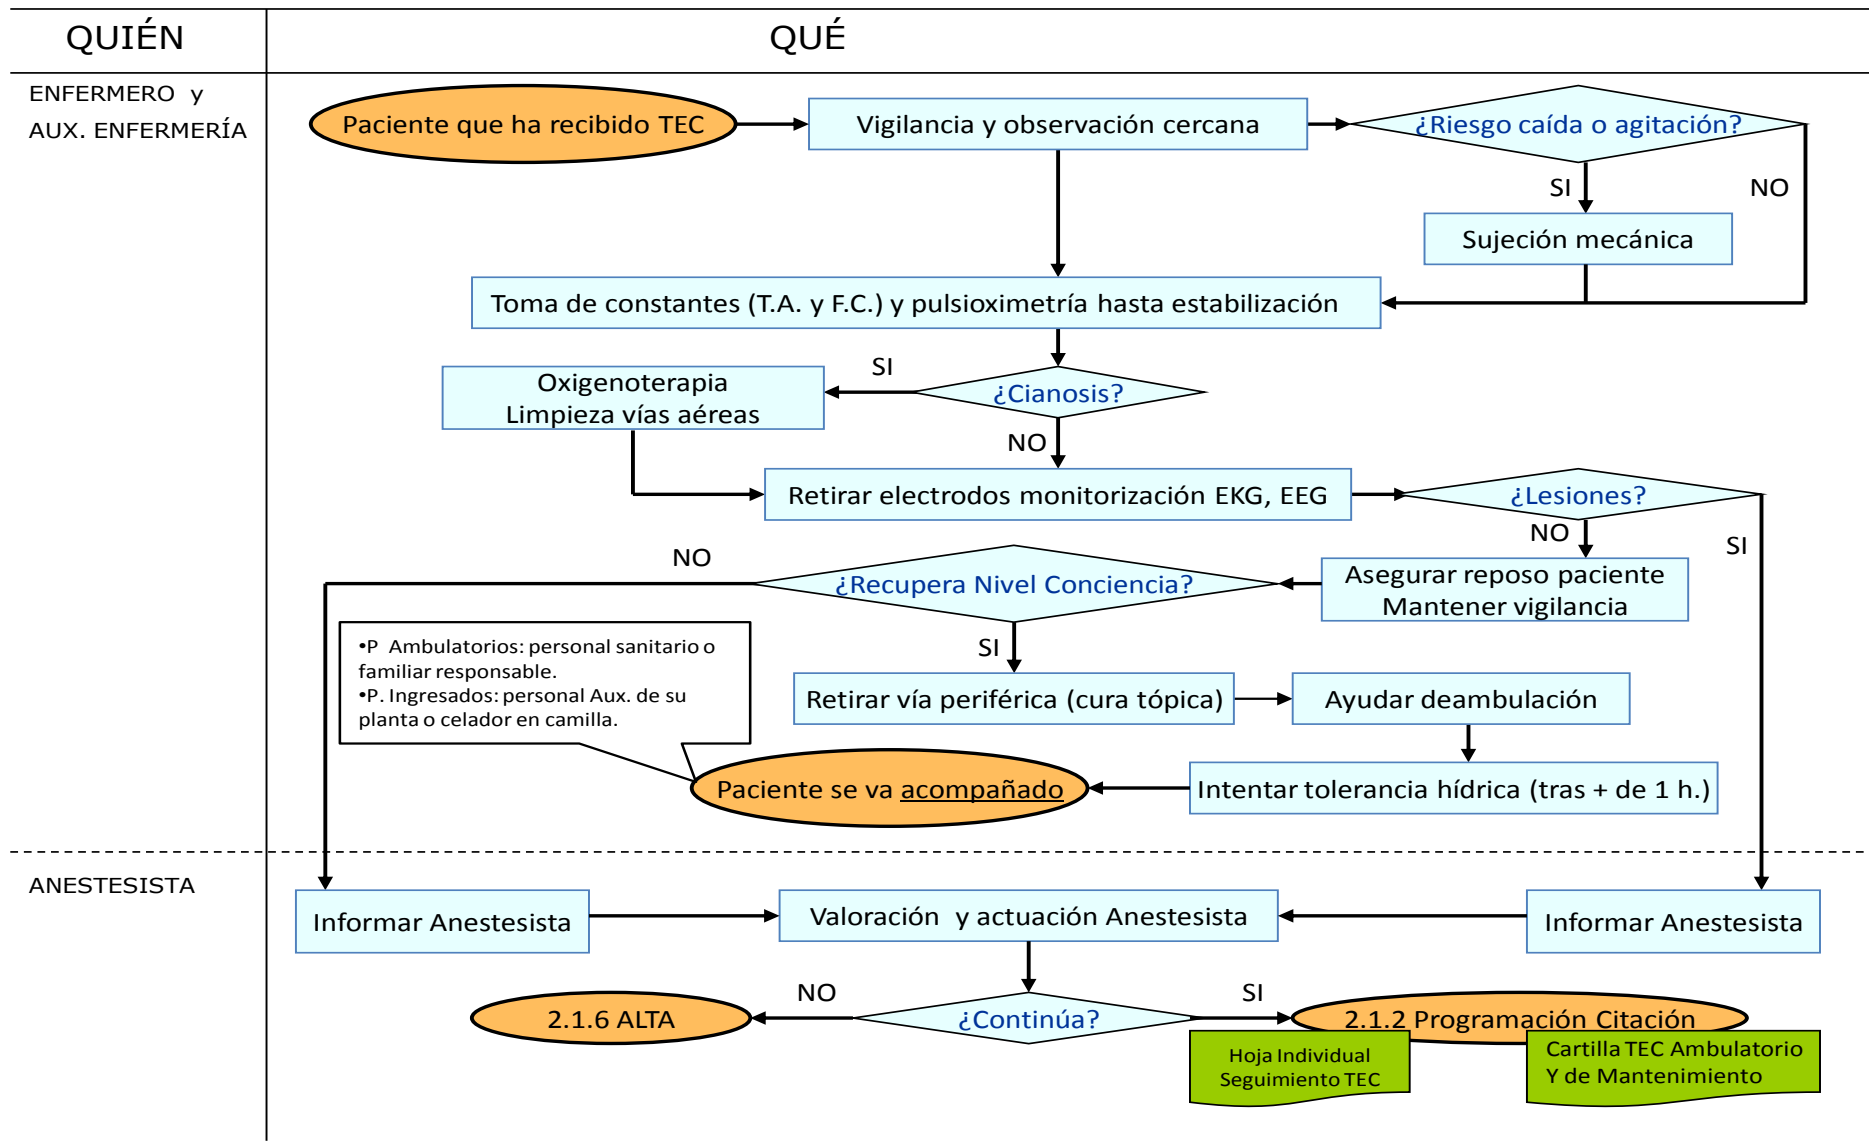 QUIÉN
QUÉ
ENFERMERO y
AUX. ENFERMERÍA
Paciente que ha recibido TEC
Vigilancia y observación cercana
¿Riesgo caída o agitación?
SI
NO
Sujeción mecánica
Toma de constantes (T.A. y F.C.) y pulsioximetría hasta estabilización
SI
Oxigenoterapia
Limpieza vías aéreas
¿Cianosis?
NO
Retirar electrodos monitorización EKG, EEG
¿Lesiones?
NO
SI
NO
¿Recupera Nivel Conciencia?
Asegurar reposo paciente
Mantener vigilancia
•P Ambulatorios: personal sanitario o
familiar responsable.
•P. Ingresados: personal Aux. de su
planta o celador en camilla.
SI
Retirar vía periférica (cura tópica)
Ayudar deambulación
Paciente se va acompañado
Intentar tolerancia hídrica (tras + de 1 h.)
ANESTESISTA
Informar Anestesista
Valoración y actuación Anestesista
Informar Anestesista
NO
SI
2.1.6 ALTA
¿Continúa?
2.1.2 Programación Citación
Hoja Individual
Seguimiento TEC
Cartilla TEC Ambulatorio
Y de Mantenimiento